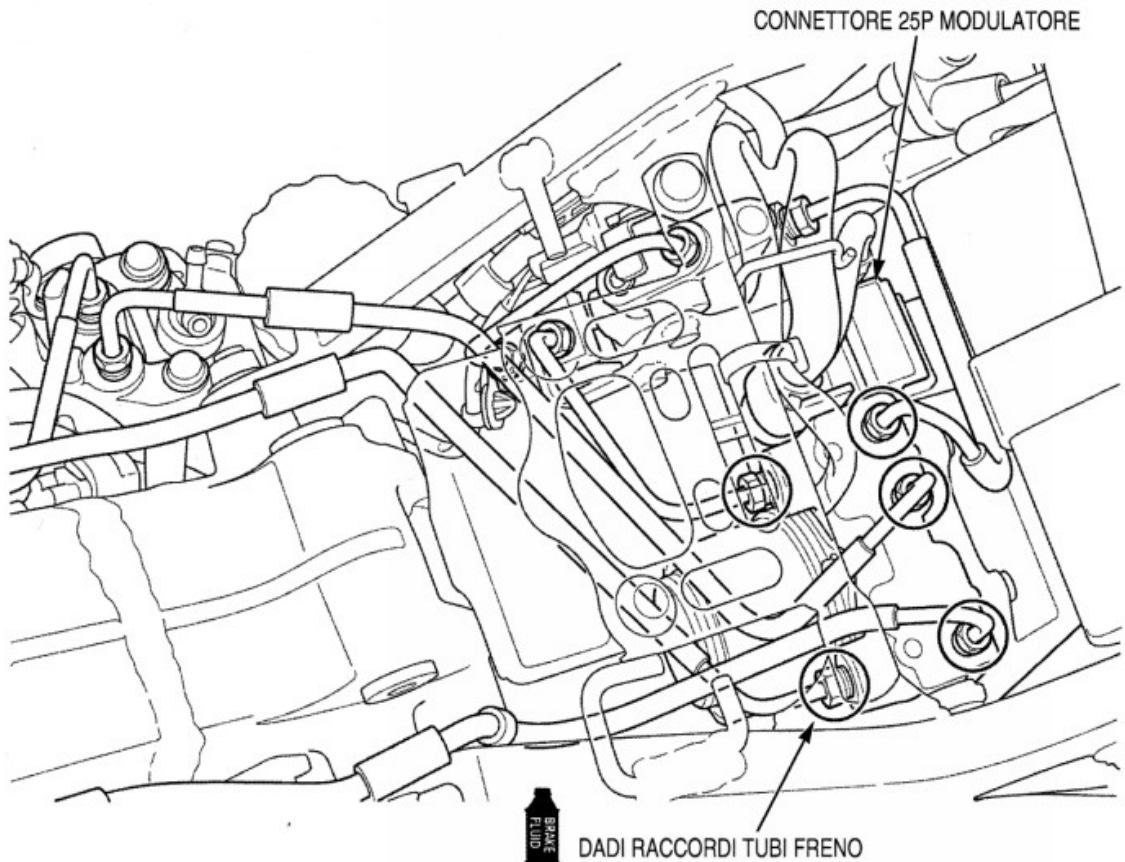 CONNETTORE 25P MODULATORE
BRAKE
FLUID
DADI RACCORDI TUBI FRENO